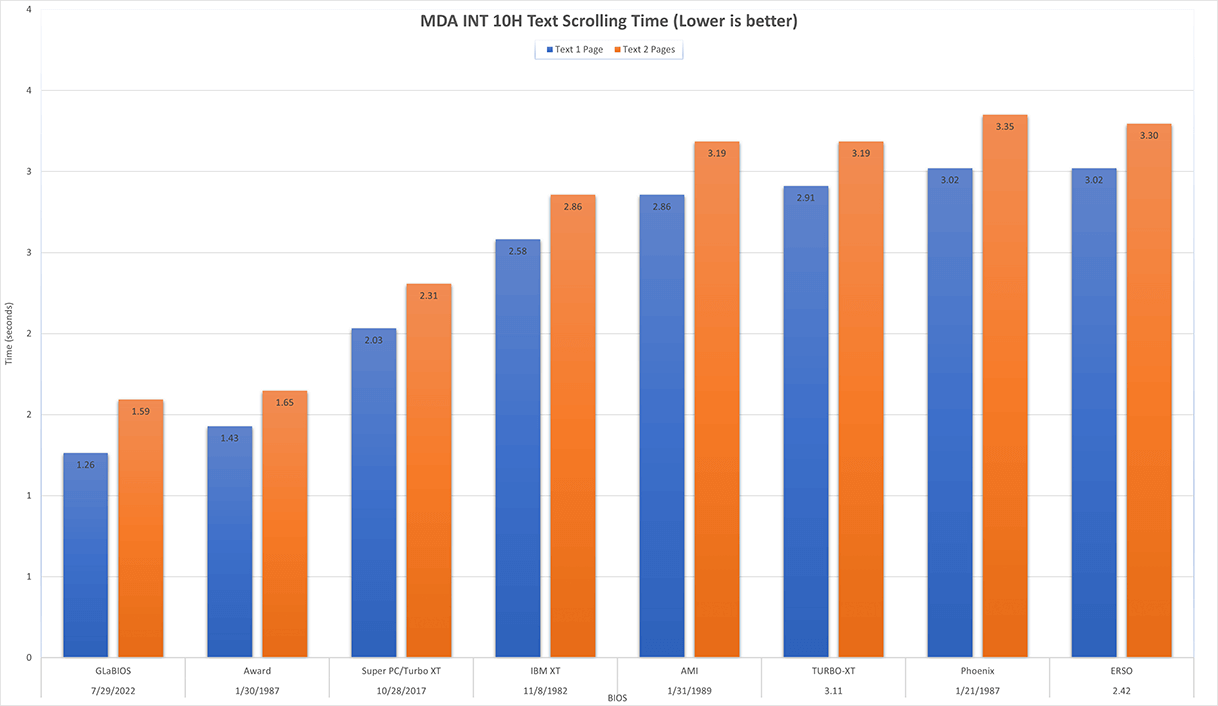 MDA INT 10H Text Scrolling Time (Lower is better)
Text 1 Page Text 2 Pages
4
4
3
3
2
2
1
1
0
Time (seconds)
1.26 1.59 1.43 1.65 2.03 2.31 2.58 2.86 2.86 3.19 2.91 3.19 3.02 3.35 3.02 3.30
GLaBIOS Award Super PC/Turbo XT IBM XT AMI TURBO-XT Phoenix ERSO
7/29/2022 1/30/1987 10/28/2017 11/8/1982 1/31/1989 3.11 1/21/1987 2.42
BIOS